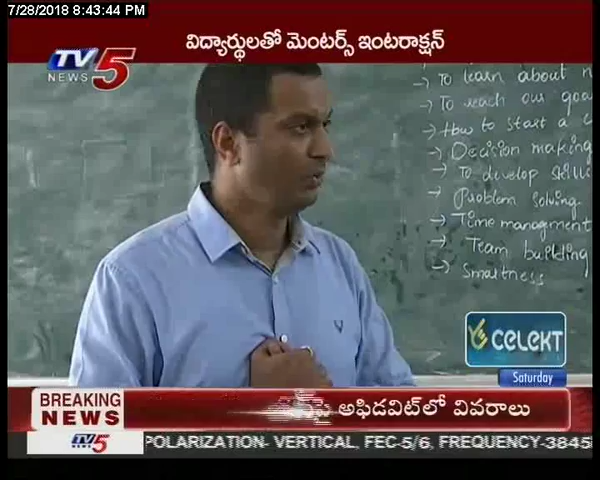 7/28/2018 8:43:44 PM
విద్యార్థులతో మెంటర్స్ ఇంటరాక్షన్
TV5
NEWS
→ To learn about
→ To reach our goa
→ How to start a
→ Decision making
→ To develop skill
→ Problem solving
→ Time management
→ Team building
→ Smartness
CELEKT
Saturday
BREAKING
NEWS
అఫిడవిట్‌లో వివరాలు
TV5
NEWS
POLARIZATION- VERTICAL, FEC-5/6, FREQUENCY-3845